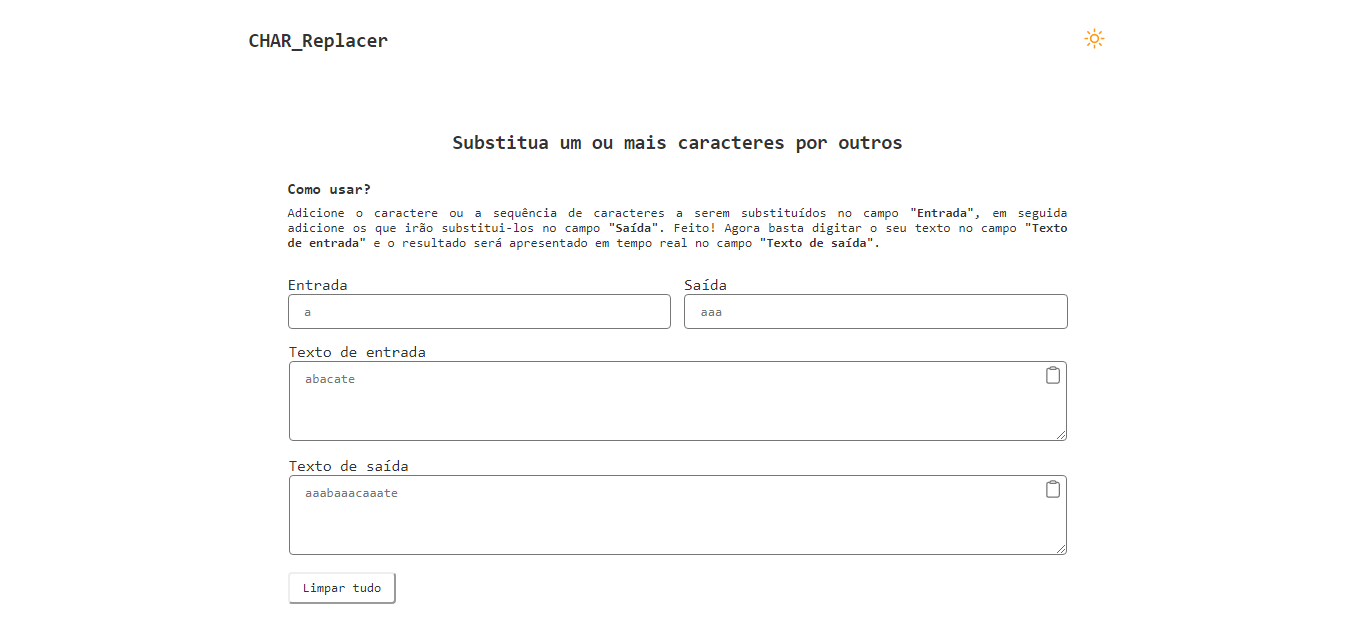 CHAR_Replacer
Substitua um ou mais caracteres por outros
Como usar?
Adicione o caractere ou a sequência de caracteres a serem substituídos no campo "Entrada", em seguida
adicione os que irão substitui-los no campo "Saída". Feito! Agora basta digitar o seu texto no campo "Texto
de entrada" e o resultado será apresentado em tempo real no campo "Texto de saída".
Entrada
Saída
a
aaa
Texto de entrada
abacate
Texto de saída
aaabaaacaaate
Limpar tudo